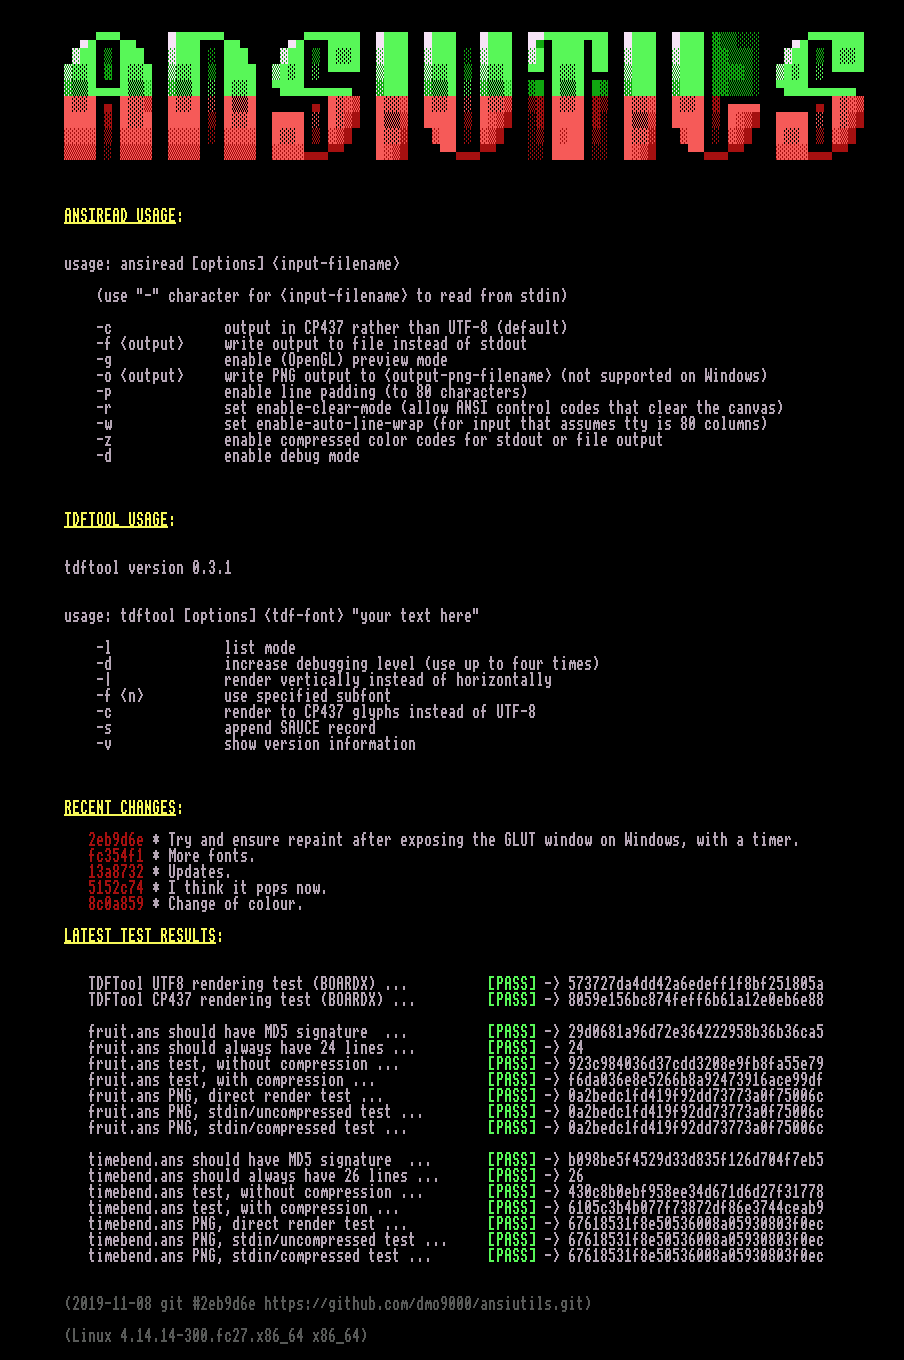 ANSIUTILS
ANSIREAD USAGE:
usage: ansiread [options] <input-filename>
(use "-" character for <input-filename> to read from stdin)
-c output in CP437 rather than UTF-8 (default)
-f <output> write output to file instead of stdout
-g enable (OpenGL) preview mode
-o <output> write PNG output to <output-png-filename> (not supported on Windows)
-p enable line padding (to 80 characters)
-r set enable-clear-mode (allow ANSI control codes that clear the canvas)
-w set enable-auto-line-wrap (for input that assumes tty is 80 columns)
-z enable compressed color codes for stdout or file output
-d enable debug mode
TDFTOOL USAGE:
tdftool version 0.3.1
usage: tdftool [options] <tdf-font> "your text here"
-l list mode
-d increase debugging level (use up to four times)
-| render vertically instead of horizontally
-f <n> use specified subfont
-c render to CP437 glyphs instead of UTF-8
-s append SAUCE record
-v show version information
RECENT CHANGES:
2eb9d6e * Try and ensure repaint after exposing the GLUT window on Windows, with a timer.
fc354f1 * More fonts.
13a8732 * Updates.
5152c74 * I think it pops now.
8c0a859 * Change of colour.
LATEST TEST RESULTS:
TDFTool UTF8 rendering test (BOARDX) ... [PASS] -> 573727da4dd42a6edeff1f8bf251805a
TDFTool CP437 rendering test (BOARDX) ... [PASS] -> 8059e156bc874feff6b61a12e0eb6e88
fruit.ans should have MD5 signature ... [PASS] -> 29d0681a96d72e364222958b36b36ca5
fruit.ans should always have 24 lines ... [PASS] -> 24
fruit.ans test, without compression ... [PASS] -> 923c984036d37cdd3208e9fb8fa55e79
fruit.ans test, with compression ... [PASS] -> f6da036e8e5266b8a92473916ace99df
fruit.ans PNG, direct render test ... [PASS] -> 0a2bedc1fd419f92dd73773a0f75006c
fruit.ans PNG, stdin/uncompressed test ... [PASS] -> 0a2bedc1fd419f92dd73773a0f75006c
fruit.ans PNG, stdin/compressed test ... [PASS] -> 0a2bedc1fd419f92dd73773a0f75006c
timebend.ans should have MD5 signature ... [PASS] -> b098be5f4529d33d835f126d704f7eb5
timebend.ans should always have 26 lines ... [PASS] -> 26
timebend.ans test, without compression ... [PASS] -> 430c8b0ebf958ee34d671d6d27f31778
timebend.ans test, with compression ... [PASS] -> 6105c3b4b077f73872df86e3744ceab9
timebend.ans PNG, direct render test ... [PASS] -> 67618531f8e50536008a05930803f0ec
timebend.ans PNG, stdin/uncompressed test ... [PASS] -> 67618531f8e50536008a05930803f0ec
timebend.ans PNG, stdin/compressed test ... [PASS] -> 67618531f8e50536008a05930803f0ec
(2019-11-08 git #2eb9d6e https://github.com/dmo9000/ansiutils.git)
(Linux 4.14.14-300.fc27.x86_64 x86_64)